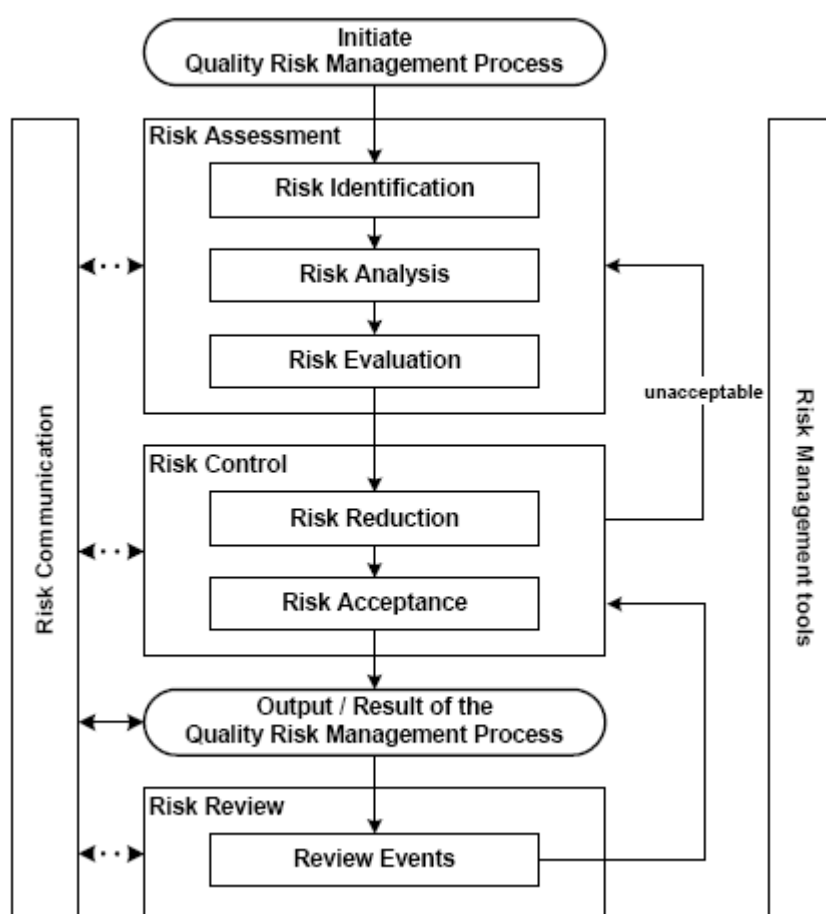 Initiate
Quality Risk Management Process
Risk Assessment
Risk Identification
Risk Analysis
Risk Evaluation
unacceptable
Risk Communication
Risk Management tools
Risk Control
Risk Reduction
Risk Acceptance
Output / Result of the
Quality Risk Management Process
Risk Review
Review Events